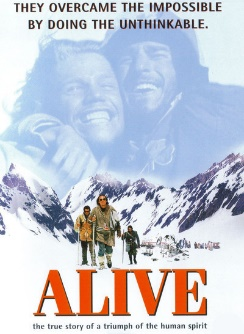 THEY OVERCAME THE IMPOSSIBLE
BY DOING THE UNTHINKABLE.
ALIVE
the true story of a triumph of the human spirit